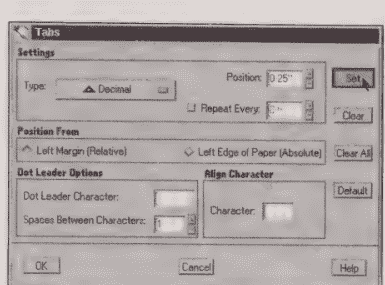 Tabs
Settings
Type: Decimal Position: 0.25" Set
Repeat Every: Clear
Position From
Left Margin (Relative) Left Edge of Paper (Absolute) Clear All
Dot Leader Options Align Character
Dot Leader Character: Default
Spaces Between Characters: 1 Character:
OK Cancel Help